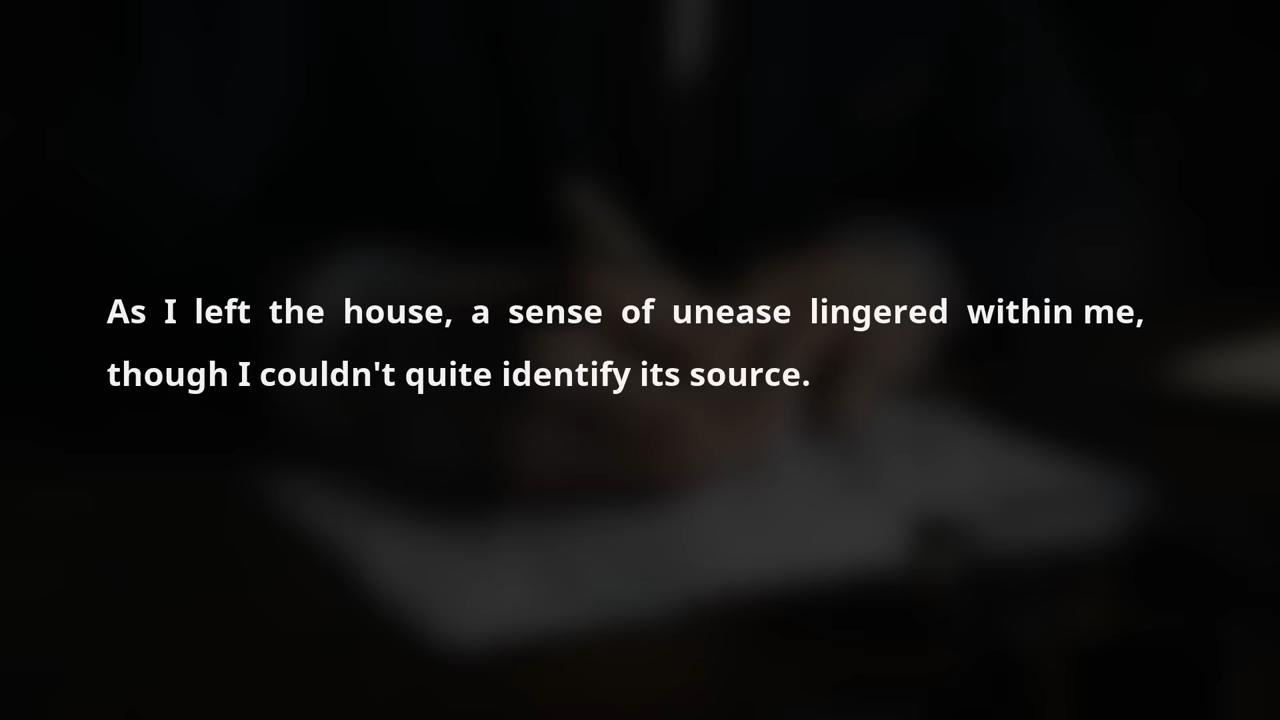 As I left the house, a sense of unease lingered within me,
though I couldn't quite identify its source.